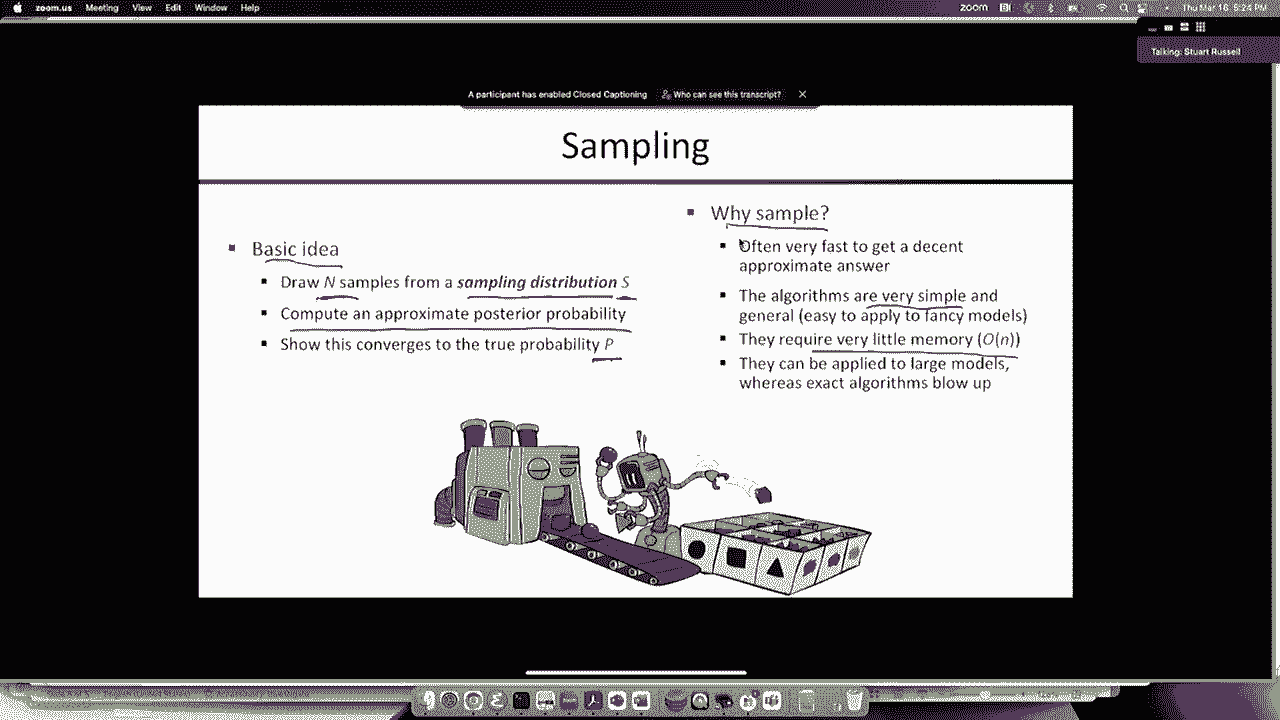 zoom.us Meeting View Edit Window Help
zoom
Thu Mar 16 5:24 PM
Talking: Stuart Russell
A participant has enabled Closed Captioning Who can see this transcript?
Sampling
Basic idea
Draw N samples from a sampling distribution S
Compute an approximate posterior probability
Show this converges to the true probability P
Why sample?
Often very fast to get a decent
approximate answer
The algorithms are very simple and
general (easy to apply to fancy models)
They require very little memory (O(n))
They can be applied to large models,
whereas exact algorithms blow up